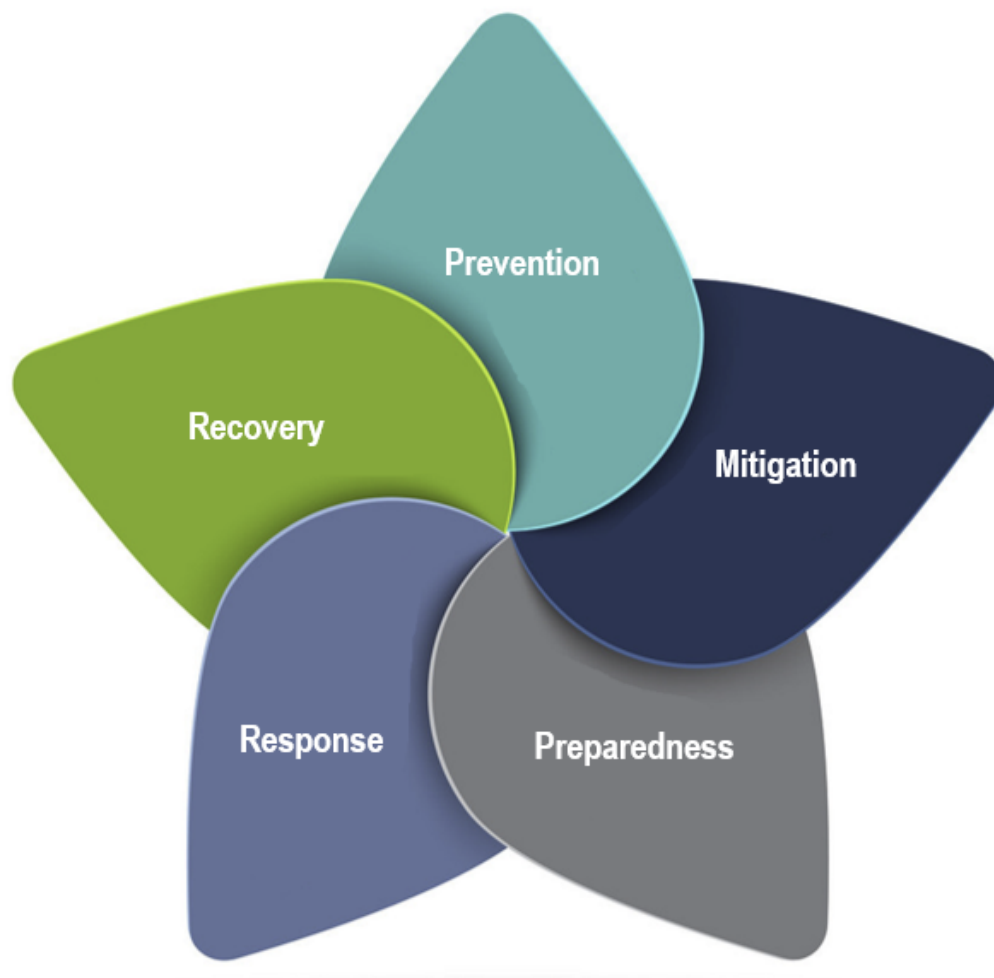 Prevention
Mitigation
Preparedness
Response
Recovery